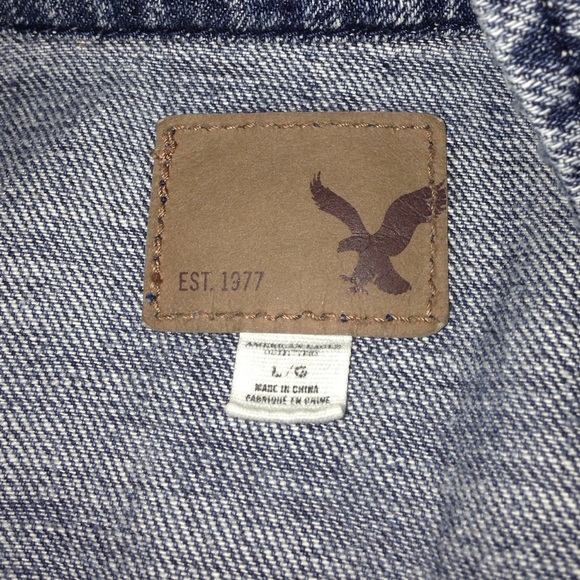 EST. 1977
AMERICAN EAGLE
OUTFITTERS
L/G
MADE IN CHINA
FABRIQUE EN CHINE